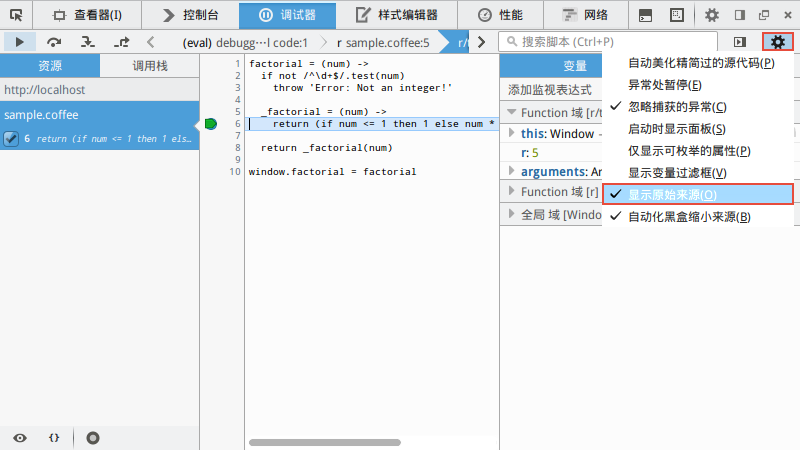 查看器(I) 控制台 调试器 样式编辑器 性能 网络
(eval) debugg···l code:1 r sample.coffee:5 r/ 搜索脚本 (Ctrl+P)
资源 调用栈
http://localhost
sample.coffee
6 return (if num <= 1 then 1 els…
1 factorial = (num) ->
2 if not /^\d+$/.test(num)
3 throw 'Error: Not an integer!'
4
5 _factorial = (num) ->
6 return (if num <= 1 then 1 else num *
7
8 return _factorial(num)
9
10 window.factorial = factorial
变量
添加监视表达式
Function 域 [r/
this: Window
r: 5
arguments: Ar
Function 域 [r]
全局 域 [Windo
自动美化精简过的源代码(P)
异常处暂停(E)
忽略捕获的异常(C)
启动时显示面板(S)
仅显示可枚举的属性(P)
显示变量过滤框(V)
显示原始来源(O)
自动化黑盒缩小来源(B)
{}